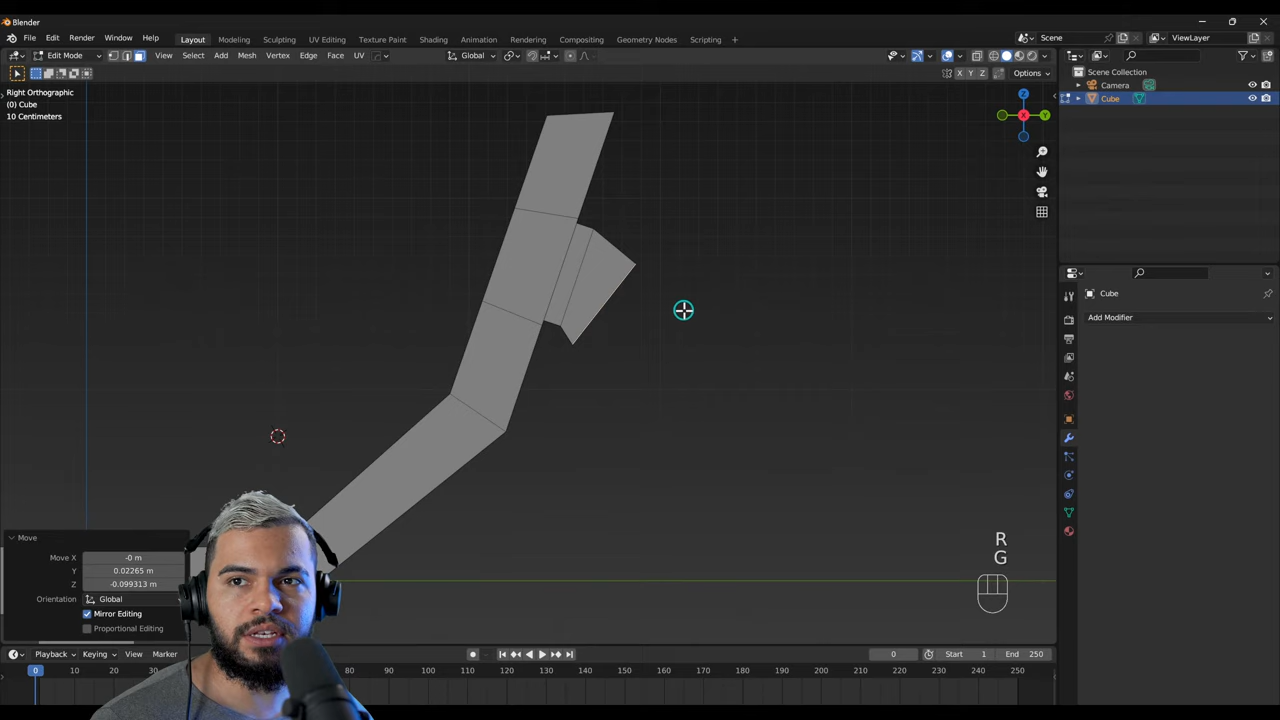 Blender
File Edit Render Window Help Layout Modeling Sculpting UV Editing Texture Paint Shading Animation Rendering Compositing Geometry Nodes Scripting + Scene ViewLayer
Edit Mode View Select Add Mesh Vertex Edge Face UV Global
X Y Z Options
Right Orthographic
(0) Cube
10 Centimeters
Z
X
Y
Scene Collection
Camera
Cube
Cube
Add Modifier
R
G
Move
Move X -0 m
Y 0.02265 m
Z -0.099313 m
Orientation Global
Mirror Editing
Proportional Editing
Playback Keying View Marker 0 Start 1 End 250
0 10 20 30 40 80 90 100 110 120 130 140 150 160 170 180 190 200 210 220 230 240 250